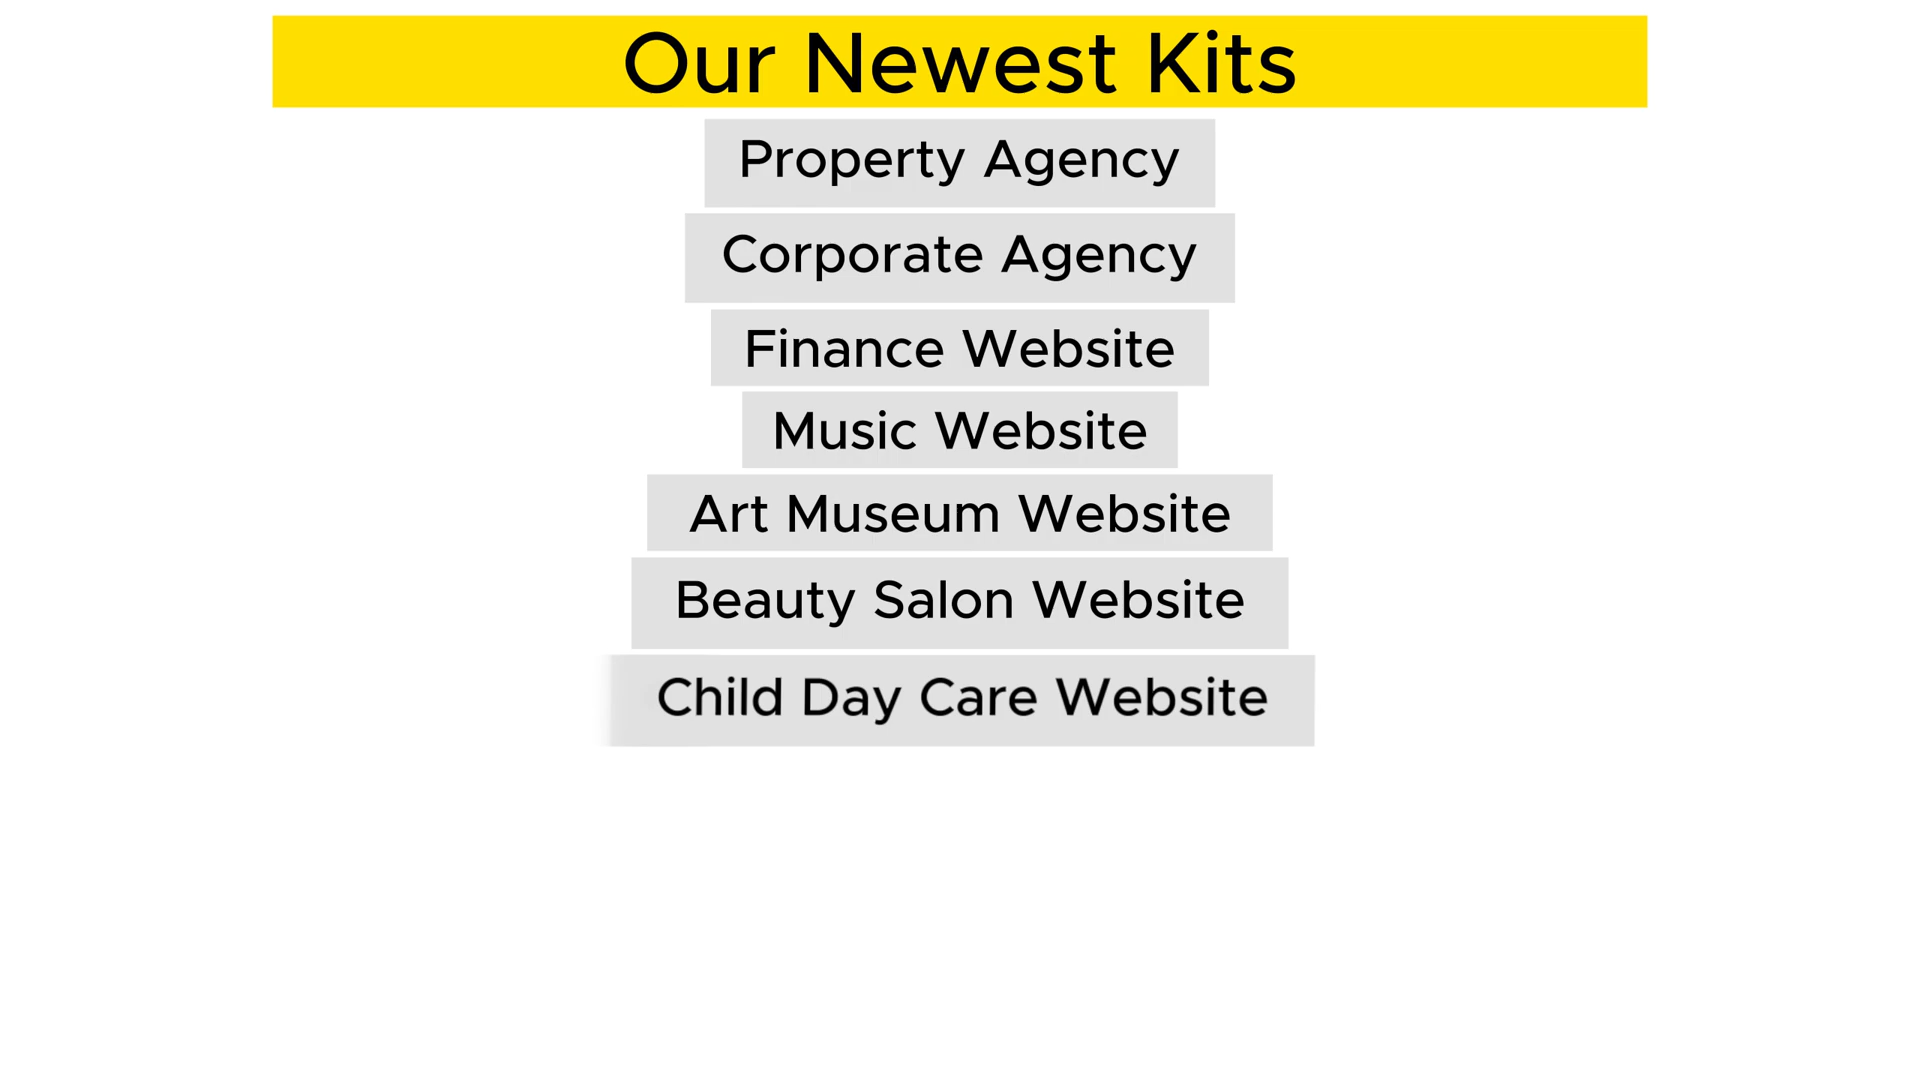 Our Newest Kits
Property Agency
Corporate Agency
Finance Website
Music Website
Art Museum Website
Beauty Salon Website
Child Day Care Website